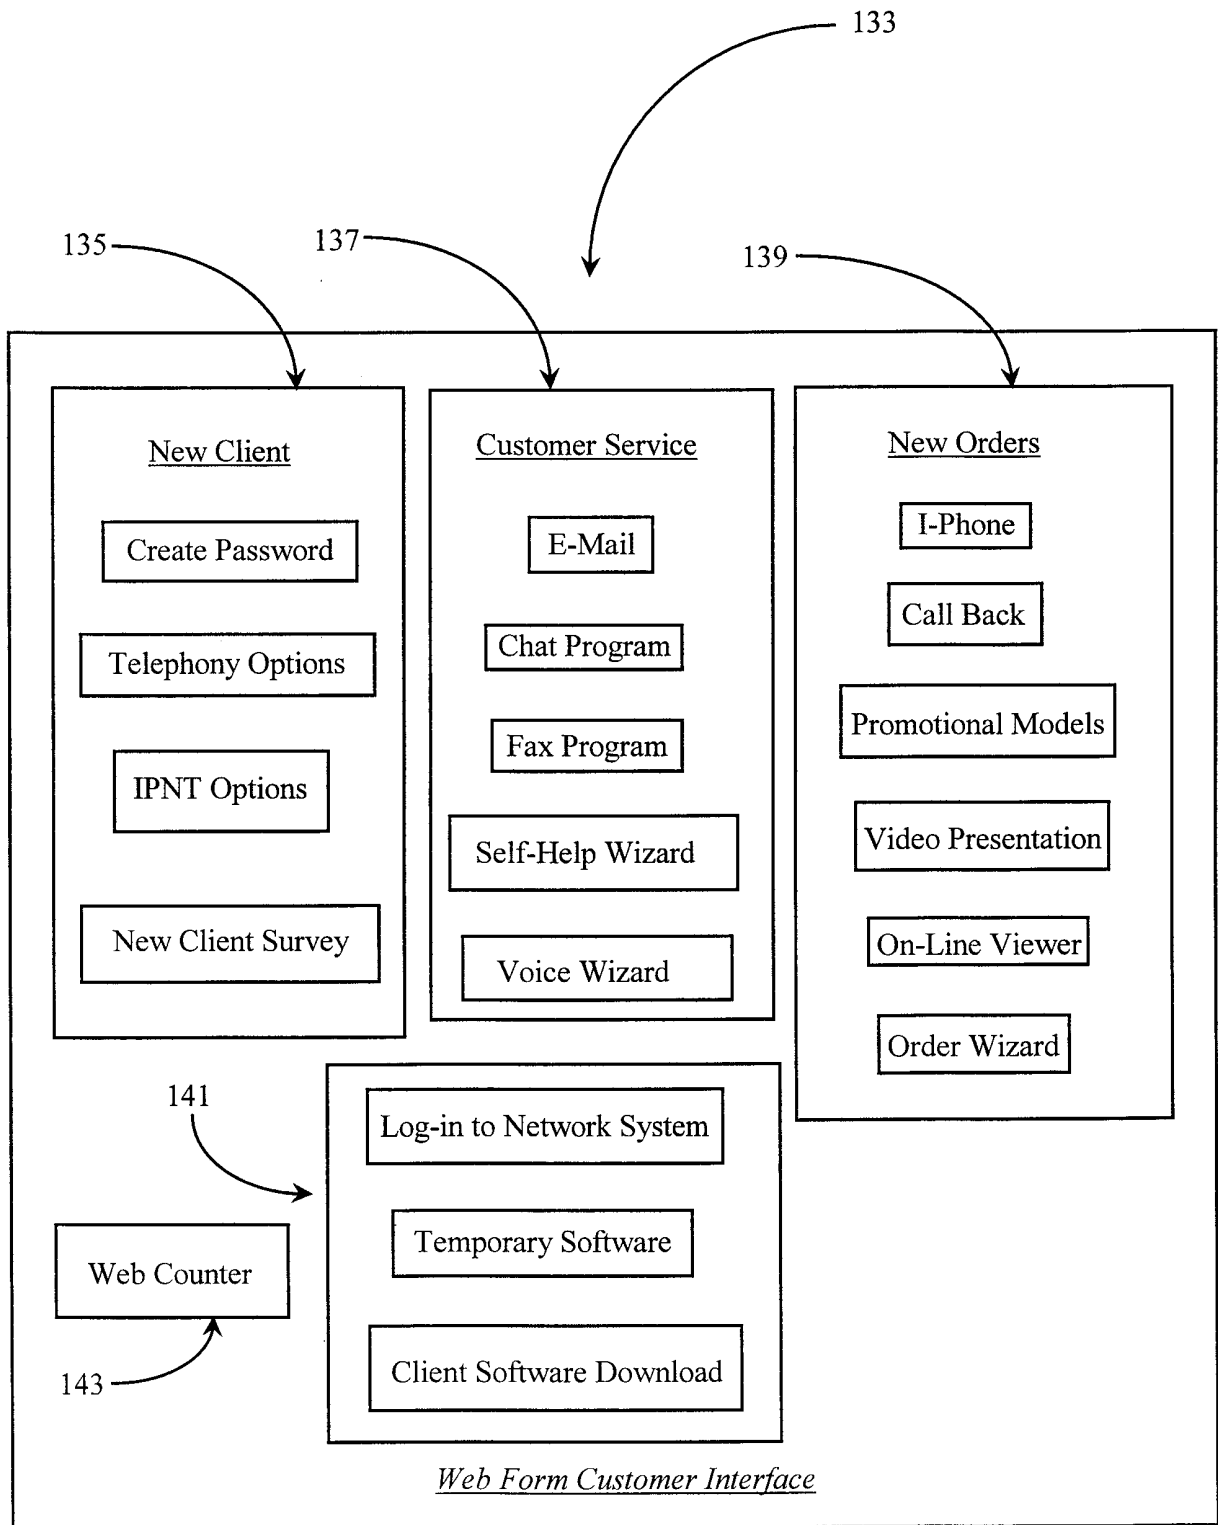 133
135
137
139
New Client
Create Password
Telephony Options
IPNT Options
New Client Survey
Customer Service
E-Mail
Chat Program
Fax Program
Self-Help Wizard
Voice Wizard
New Orders
I-Phone
Call Back
Promotional Models
Video Presentation
On-Line Viewer
Order Wizard
141
Log-in to Network System
Temporary Software
Client Software Download
Web Counter
143
Web Form Customer Interface